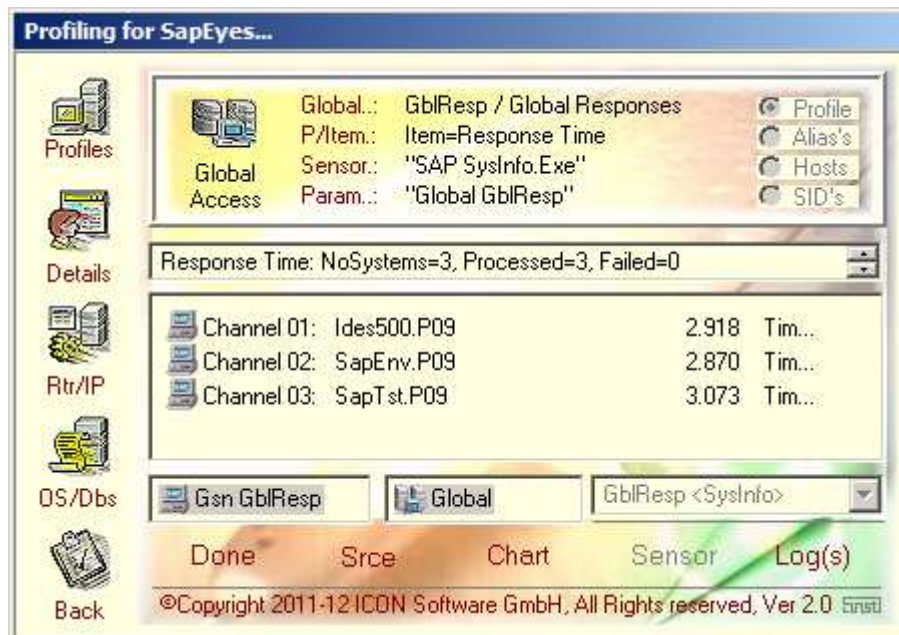 Profiling for SapEyes...
Profiles
Details
Rtr/IP
OS/Dbs
Back
Global Access
Global..: GblResp / Global Responses
P/Item.: Item=Response Time
Sensor.: "SAP SysInfo.Exe"
Param..: "Global GblResp"
Profile
Alias's
Hosts
SID's
Response Time: NoSystems=3, Processed=3, Failed=0
Channel 01: Ides500.P09 2.918 Tim...
Channel 02: SapEnv.P09 2.870 Tim...
Channel 03: SapTst.P09 3.073 Tim...
Gsn GblResp
Global
GblResp <SysInfo>
Done Srce Chart Sensor Log(s)
©Copyright 2011-12 ICON Software GmbH, All Rights reserved, Ver 2.0